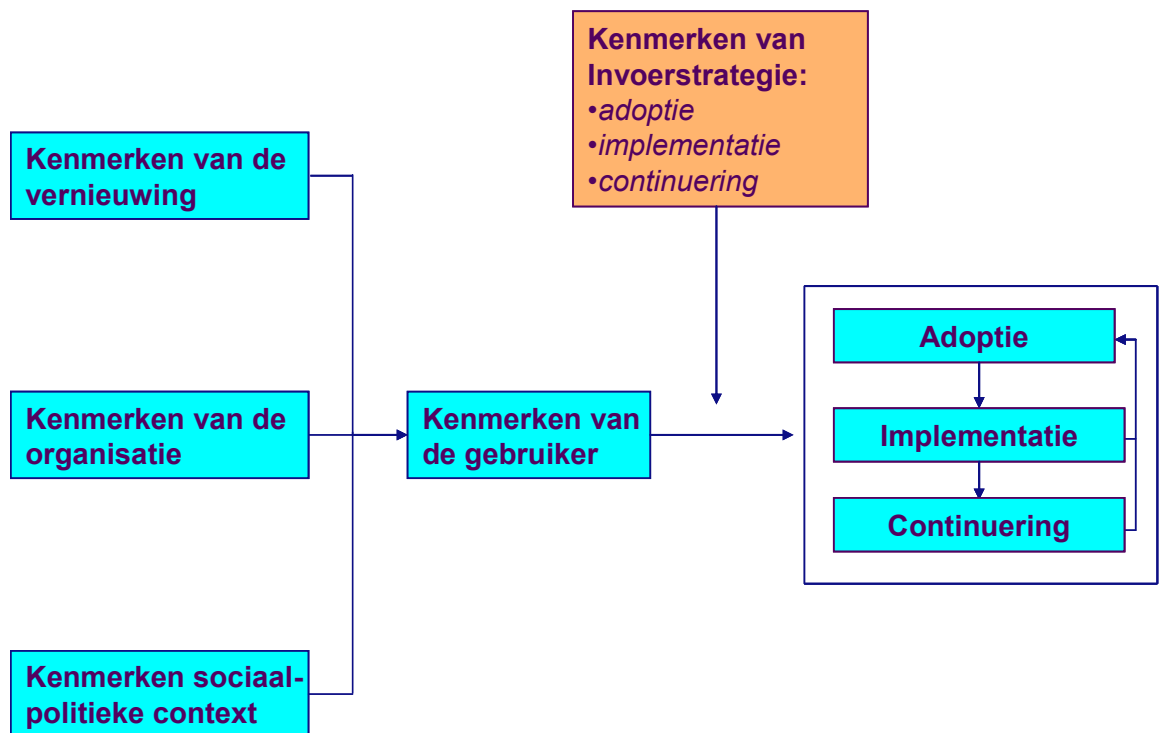 Kenmerken van
Invoerstrategie:
•adoptie
•implementatie
•continuering
Kenmerken van de
vernieuwing
Kenmerken van de
organisatie
Kenmerken van
de gebruiker
Adoptie
Implementatie
Continuering
Kenmerken sociaal-
politieke context